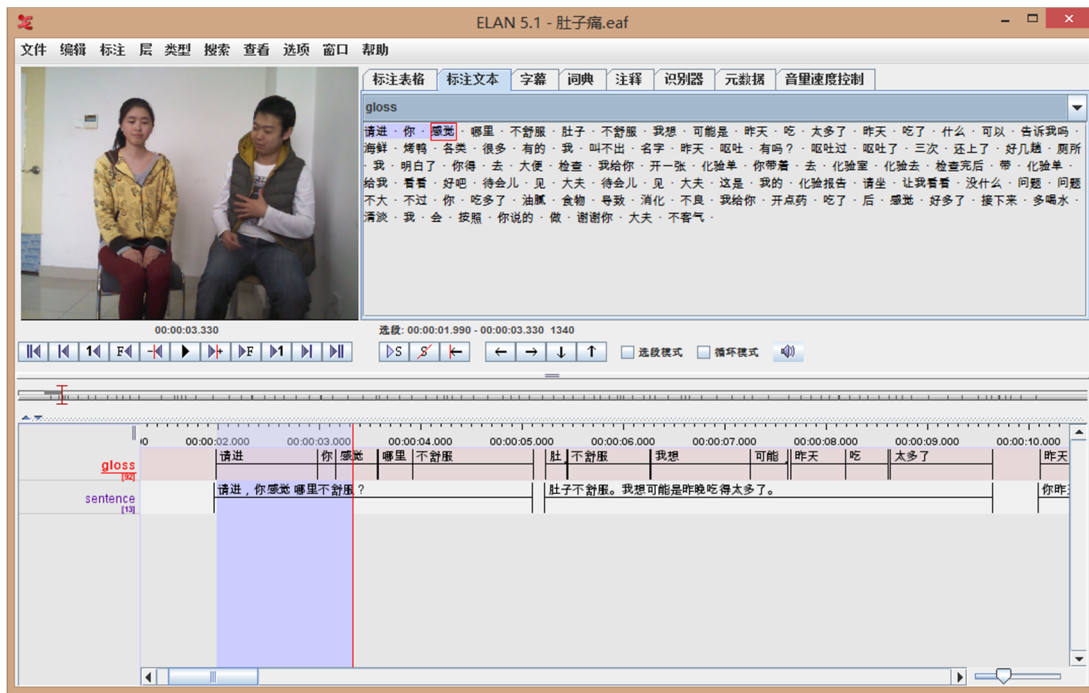 ELAN 5.1 - 肚子痛.eaf
文件 编辑 标注 层 类型 搜索 查看 选项 窗口 帮助
标注表格 标注文本 字幕 词典 注释 识别器 元数据 音量速度控制
gloss
请进 · 你 · 感觉 · 哪里 · 不舒服 · 肚子 · 不舒服 · 我想 · 可能是 · 昨天 · 吃 · 太多了 · 昨天 · 吃了 · 什么 · 可以 · 告诉我吗 ·
海鲜 · 烤鸭 · 各类 · 很多 · 有的 · 我 · 叫不出 · 名字 · 昨天 · 呕吐 · 有吗? · 呕吐过 · 呕吐了 · 三次 · 还上了 · 好几趟 · 厕所
· 我 · 明白了 · 你得 · 去 · 大便 · 检查 · 我给你 · 开一张 · 化验单 · 你带着 · 去 · 化验室 · 化验去 · 检查完后 · 带 · 化验单 ·
给我 · 看看 · 好吧 · 待会儿 · 见 · 大夫 · 待会儿 · 见 · 大夫 · 这是 · 我的 · 化验报告 · 请坐 · 让我看看 · 没什么 · 问题 · 问题
不大 · 不过 · 你 · 吃多了 · 油腻 · 食物 · 导致 · 消化 · 不良 · 我给你 · 开点药 · 吃了 · 后 · 感觉 · 好多了 · 接下来 · 多喝水 ·
清淡 · 我 · 会 · 按照 · 你说的 · 做 · 谢谢你 · 大夫 · 不客气 ·
00:00:03.330
选段: 00:00:01.990 - 00:00:03.330 1340
1 F F 1 S S 选段模式 循环模式
00:00:02.000 00:00:03.000 00:00:04.000 00:00:05.000 00:00:06.000 00:00:07.000 00:00:08.000 00:00:09.000 00:00:10.000
gloss 请进 你 感觉 哪里 不舒服 肚 不舒服 我想 可能 昨天 吃 太多了 昨天
[92]
sentence 请进,你感觉哪里不舒服? 肚子不舒服。我想可能是昨晚吃得太多了。 你昨
[13]